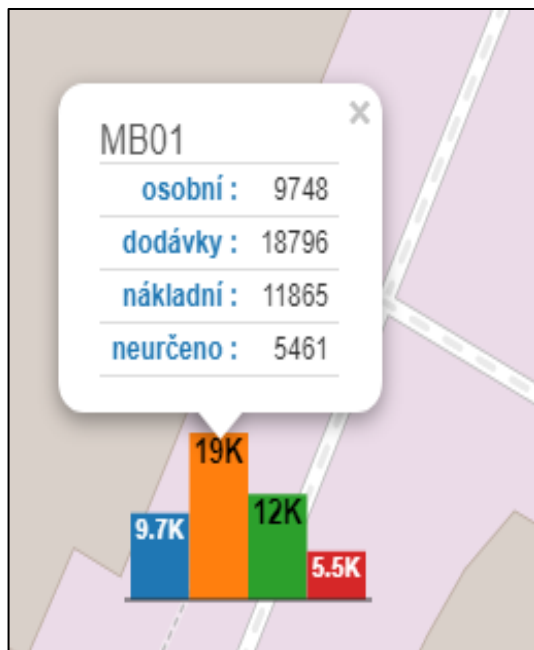 ×
MB01
osobní : 9748
dodávky : 18796
nákladní : 11865
neurčeno : 5461
19K
12K
9.7K
5.5K